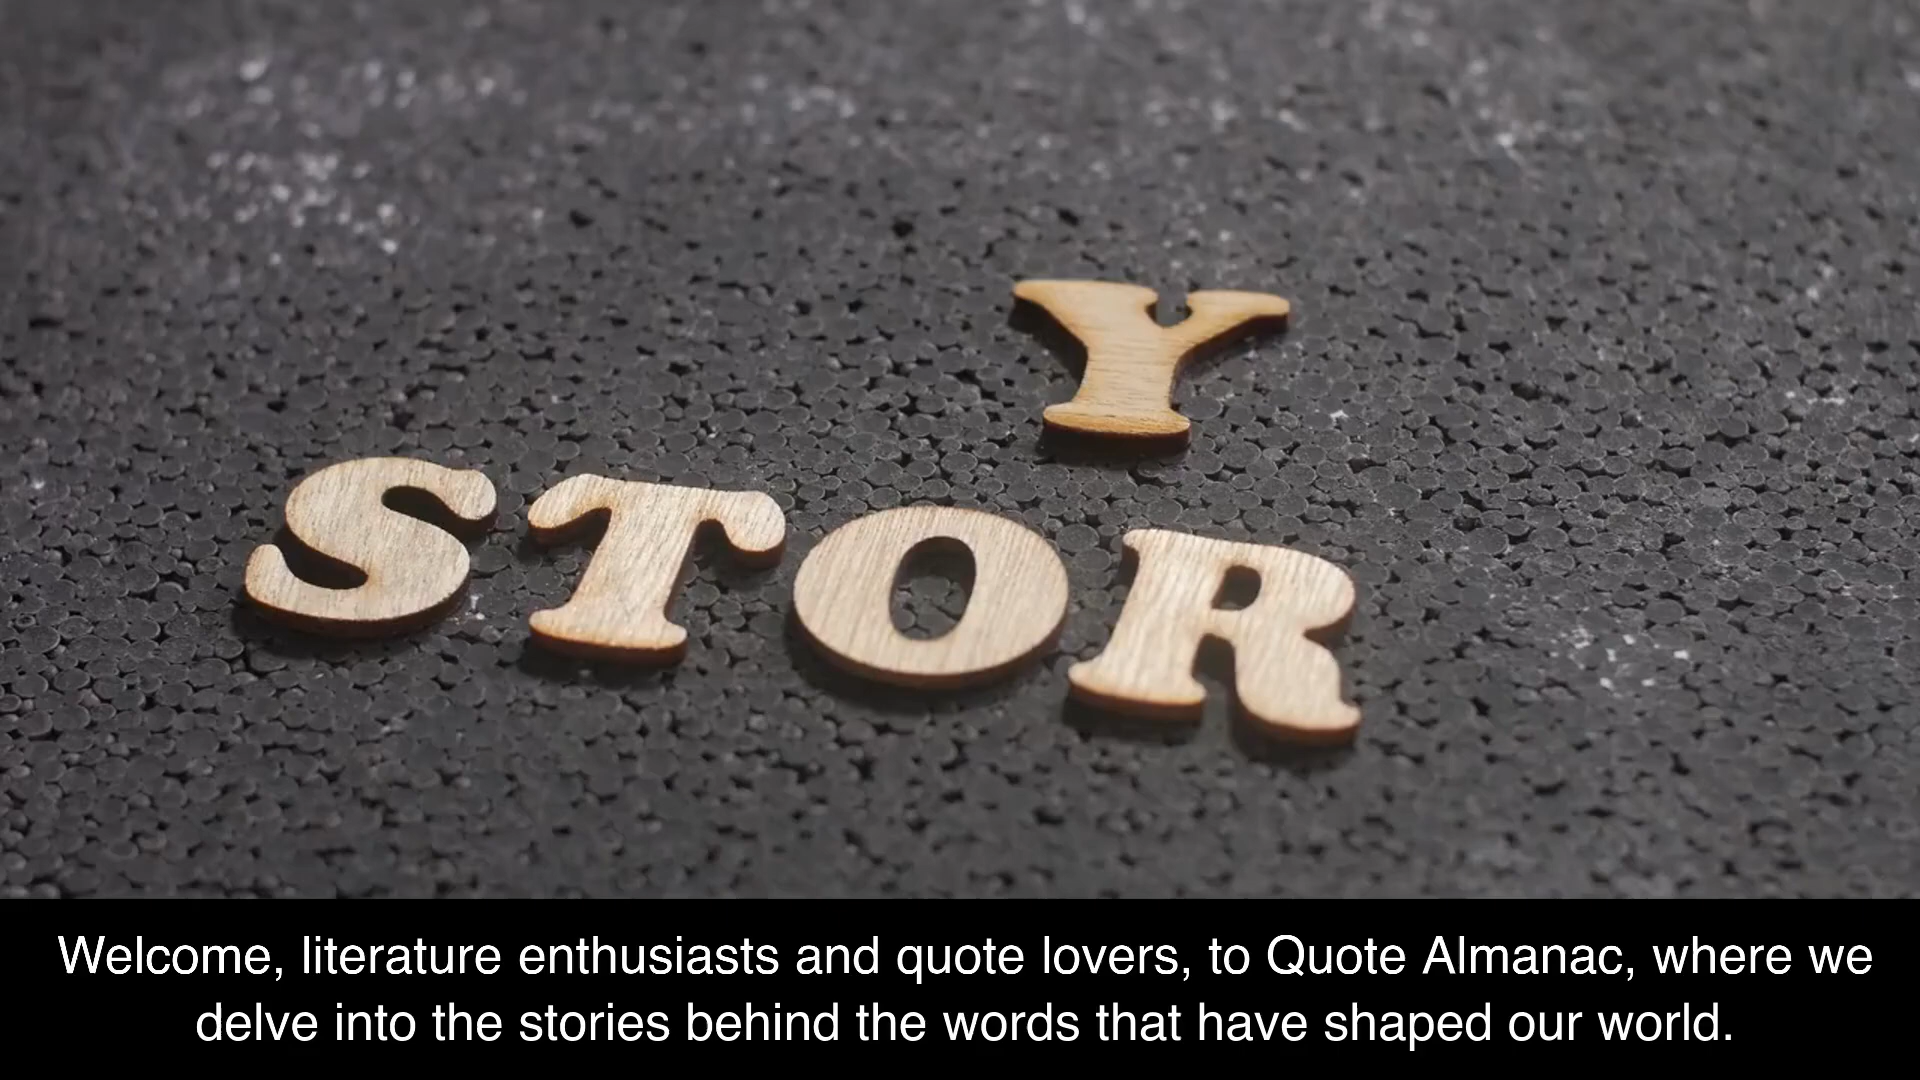 Y
STOR
Welcome, literature enthusiasts and quote lovers, to Quote Almanac, where we
delve into the stories behind the words that have shaped our world.